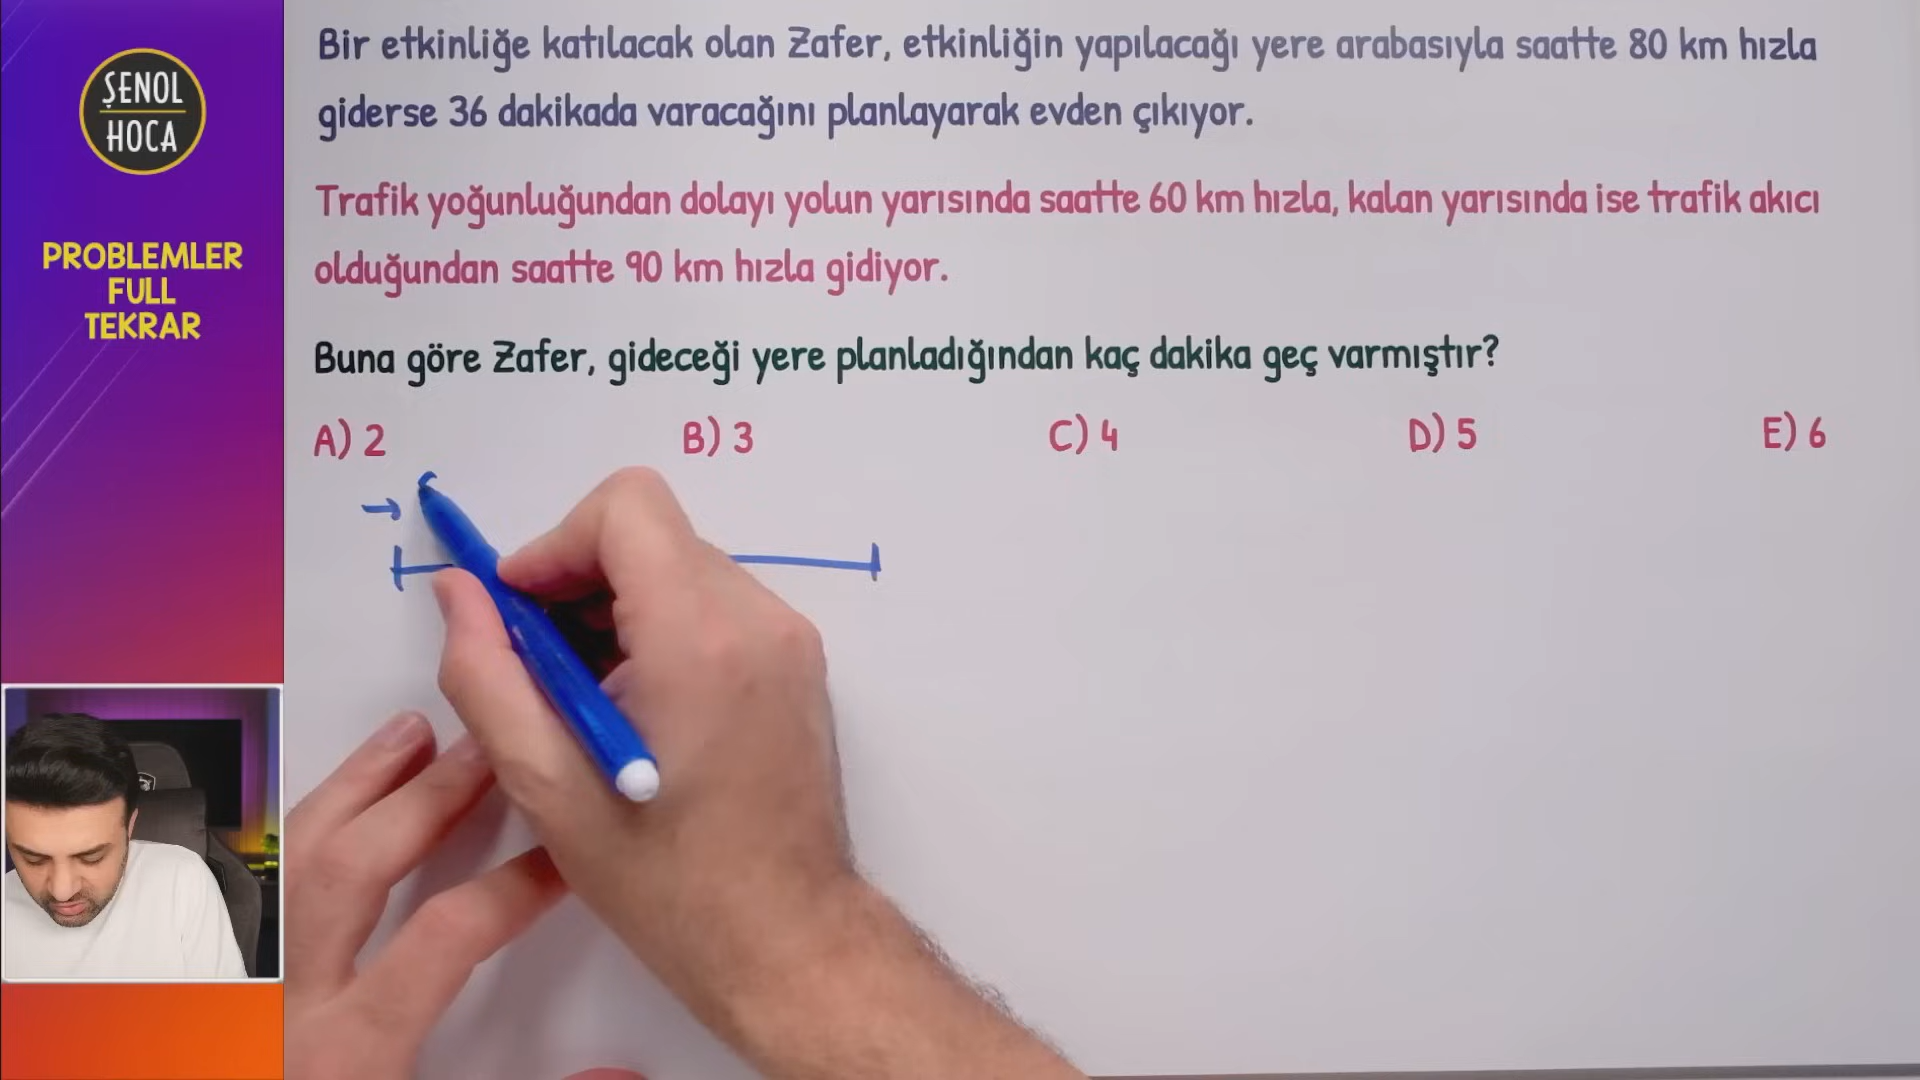 ŞENOL
HOCA
PROBLEMLER
FULL
TEKRAR
Bir etkinliğe katılacak olan Zafer, etkinliğin yapılacağı yere arabasıyla saatte 80 km hızla
giderse 36 dakikada varacağını planlayarak evden çıkıyor.
Trafik yoğunluğundan dolayı yolun yarısında saatte 60 km hızla, kalan yarısında ise trafik akıcı
olduğundan saatte 90 km hızla gidiyor.
Buna göre Zafer, gideceği yere planladığından kaç dakika geç varmıştır?
A) 2 B) 3 C) 4 D) 5 E) 6